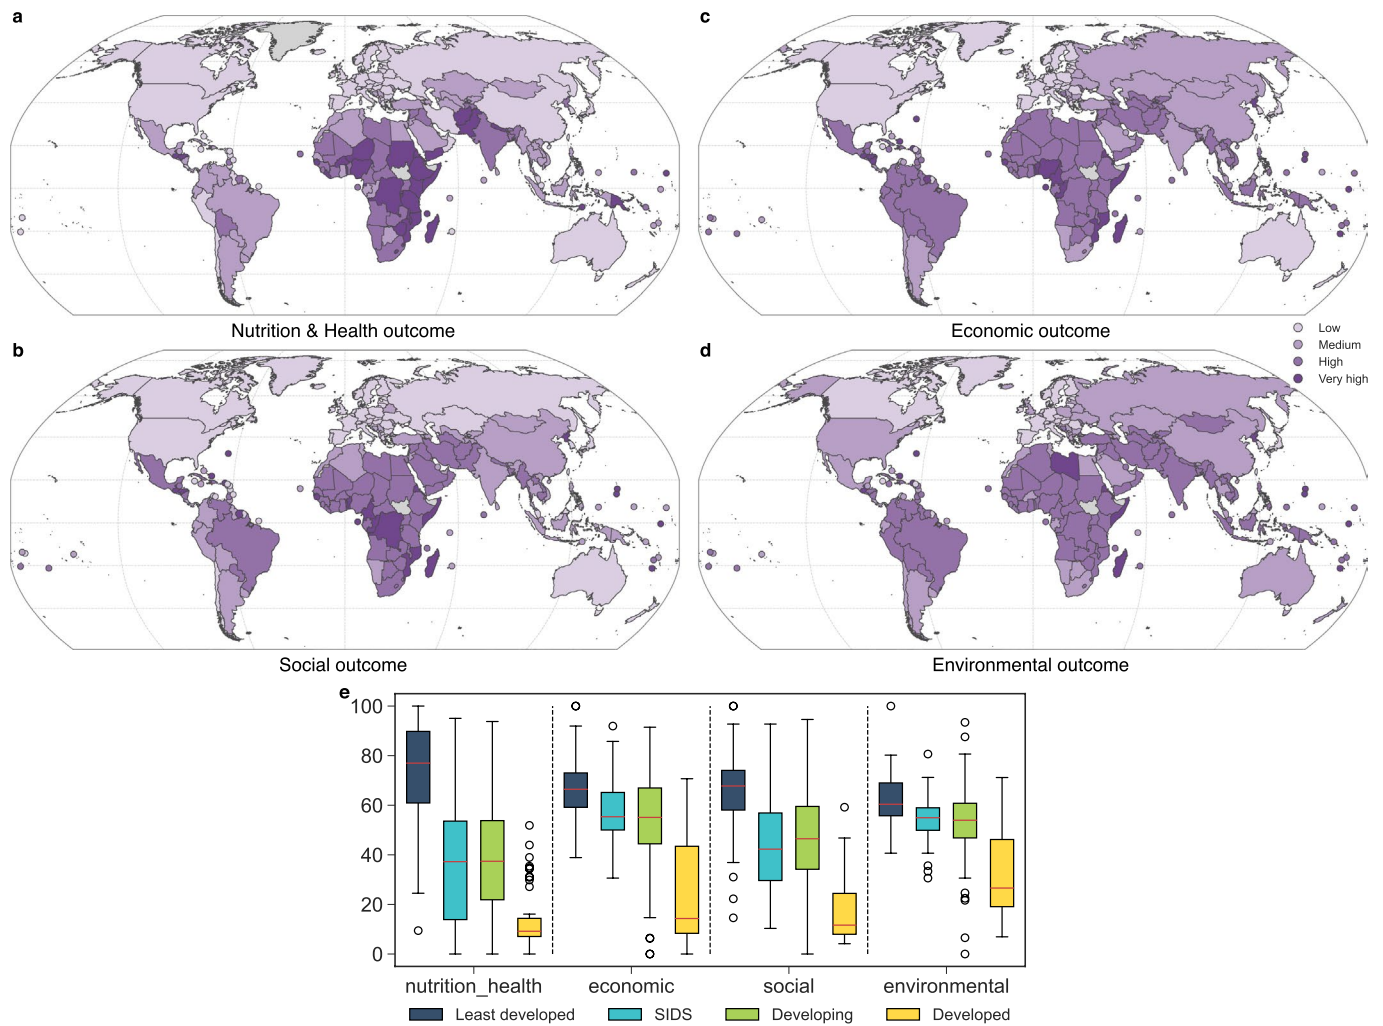 a
c
Nutrition & Health outcome
Economic outcome
Low
Medium
High
Very high
b
d
Social outcome
Environmental outcome
e
100
80
60
40
20
0
nutrition_health
economic
social
environmental
Least developed
SIDS
Developing
Developed